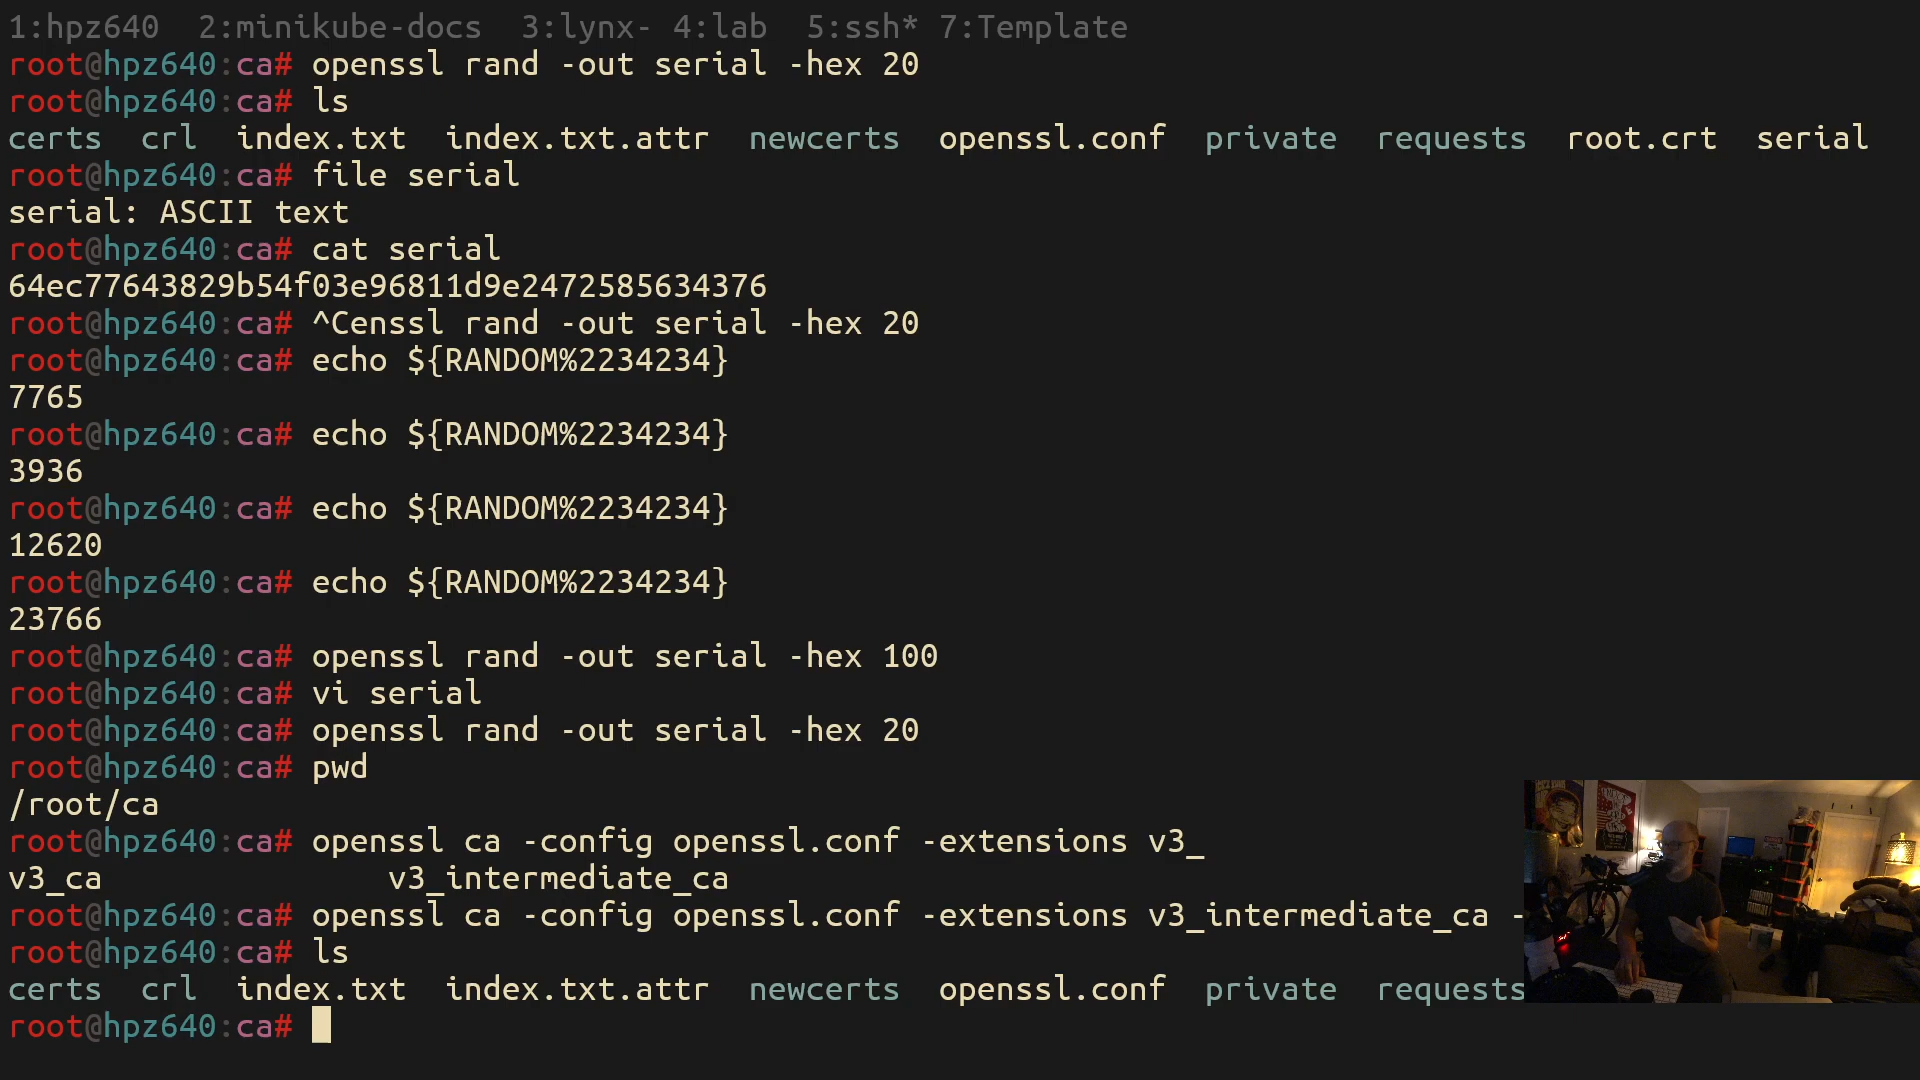 1:hpz640  2:minikube-docs  3:lynx- 4:lab  5:ssh* 7:Template
root@hpz640:ca# openssl rand -out serial -hex 20
root@hpz640:ca# ls
certs  crl  index.txt  index.txt.attr  newcerts  openssl.conf  private  requests  root.crt  serial
root@hpz640:ca# file serial
serial: ASCII text
root@hpz640:ca# cat serial
64ec77643829b54f03e96811d9e2472585634376
root@hpz640:ca# ^Censsl rand -out serial -hex 20
root@hpz640:ca# echo ${RANDOM%2234234}
7765
root@hpz640:ca# echo ${RANDOM%2234234}
3936
root@hpz640:ca# echo ${RANDOM%2234234}
12620
root@hpz640:ca# echo ${RANDOM%2234234}
23766
root@hpz640:ca# openssl rand -out serial -hex 100
root@hpz640:ca# vi serial
root@hpz640:ca# openssl rand -out serial -hex 20
root@hpz640:ca# pwd
/root/ca
root@hpz640:ca# openssl ca -config openssl.conf -extensions v3_
v3_ca               v3_intermediate_ca
root@hpz640:ca# openssl ca -config openssl.conf -extensions v3_intermediate_ca -
root@hpz640:ca# ls
certs  crl  index.txt  index.txt.attr  newcerts  openssl.conf  private  requests
root@hpz640:ca#